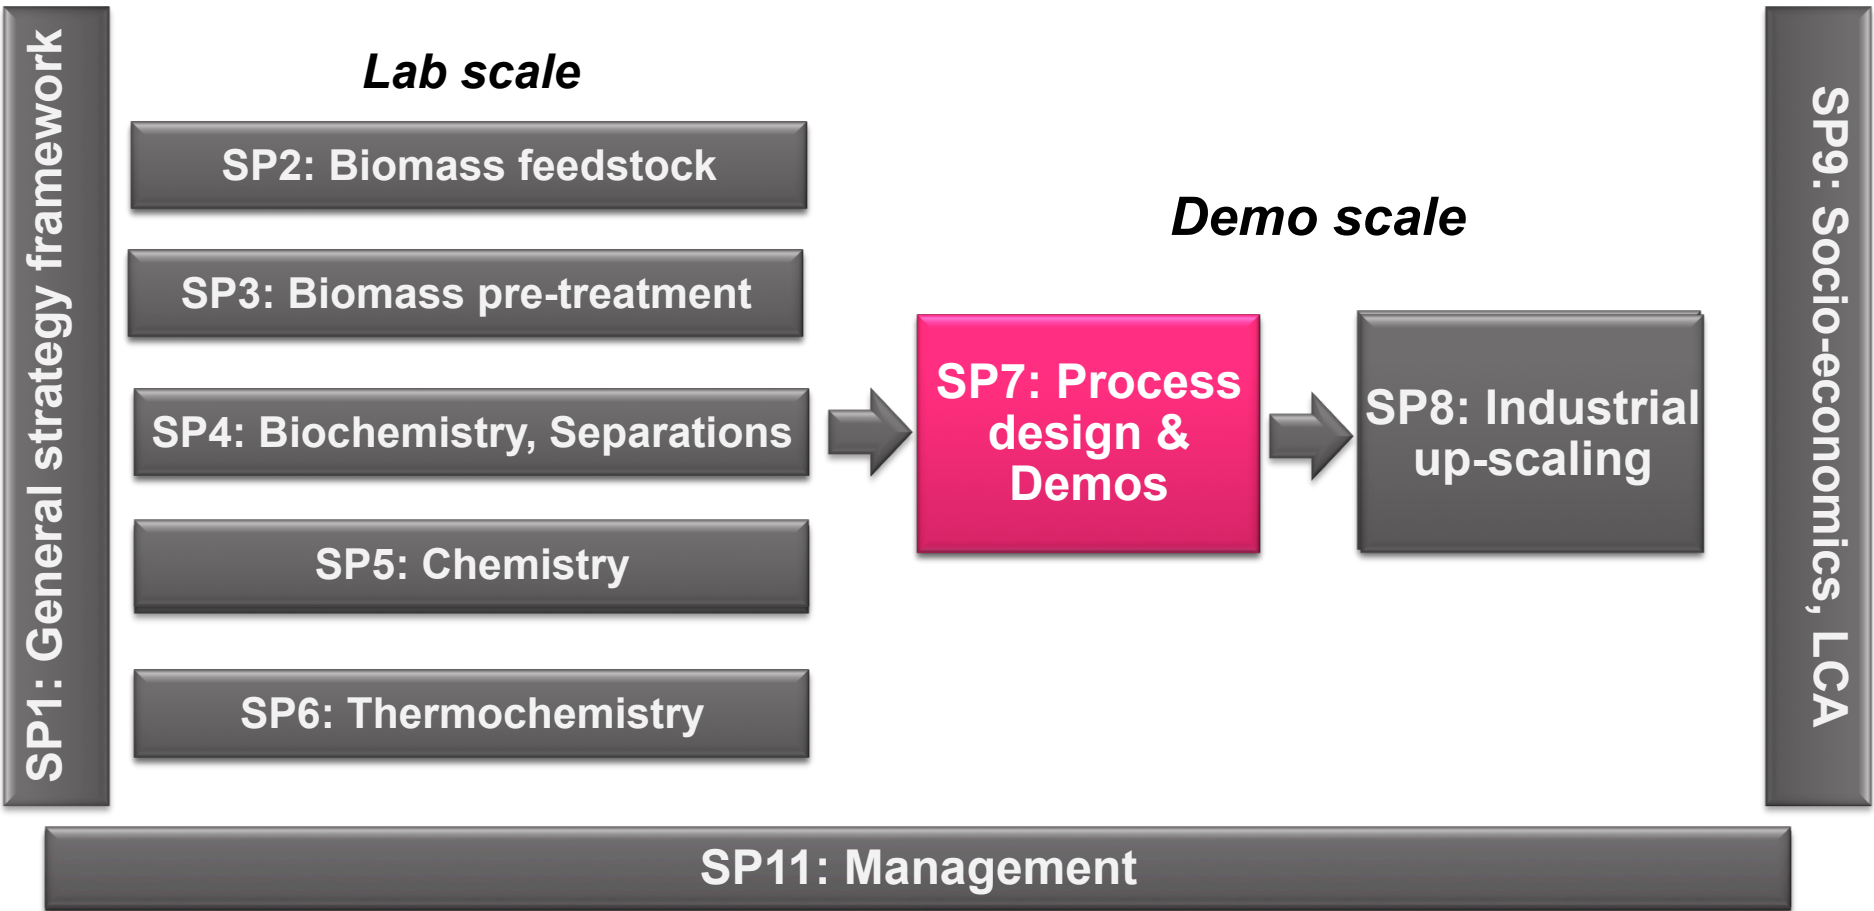 SP1: General strategy framework
Lab scale
SP2: Biomass feedstock
SP3: Biomass pre-treatment
SP4: Biochemistry, Separations
SP5: Chemistry
SP6: Thermochemistry
Demo scale
SP7: Process
design &
Demos
SP8: Industrial
up-scaling
SP9: Socio-economics, LCA
SP11: Management